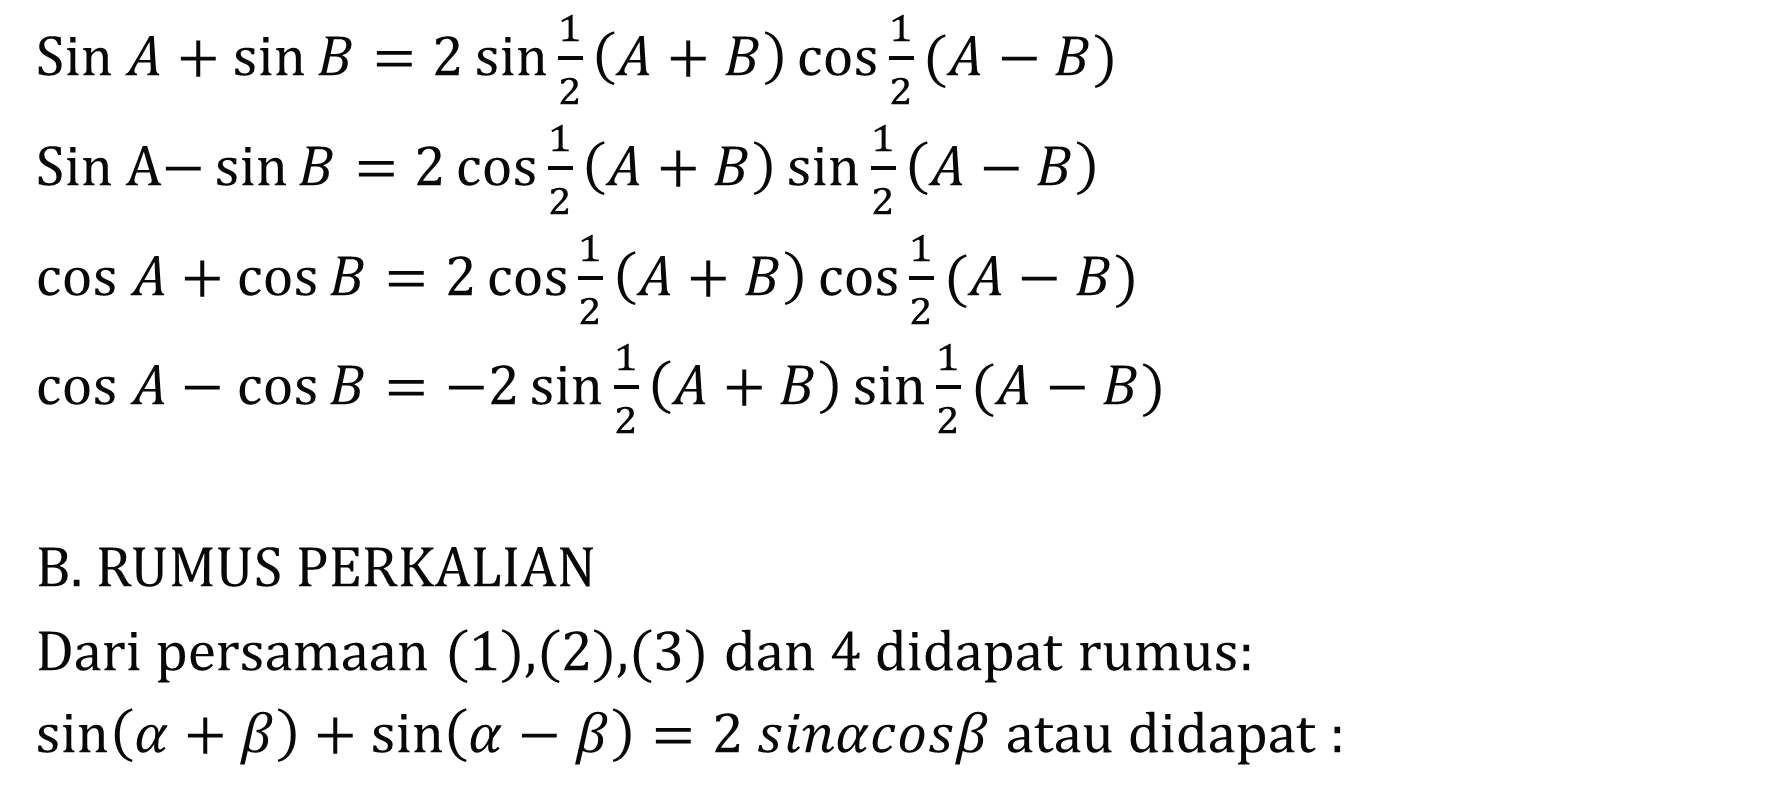 Sin A + sin B = 2 sin 1/2 (A + B) cos 1/2 (A − B)
Sin A− sin B = 2 cos 1/2 (A + B) sin 1/2 (A − B)
cos A + cos B = 2 cos 1/2 (A + B) cos 1/2 (A − B)
cos A − cos B = −2 sin 1/2 (A + B) sin 1/2 (A − B)
B. RUMUS PERKALIAN
Dari persamaan (1),(2),(3) dan 4 didapat rumus:
sin(α + β) + sin(α − β) = 2 sinαcosβ atau didapat :